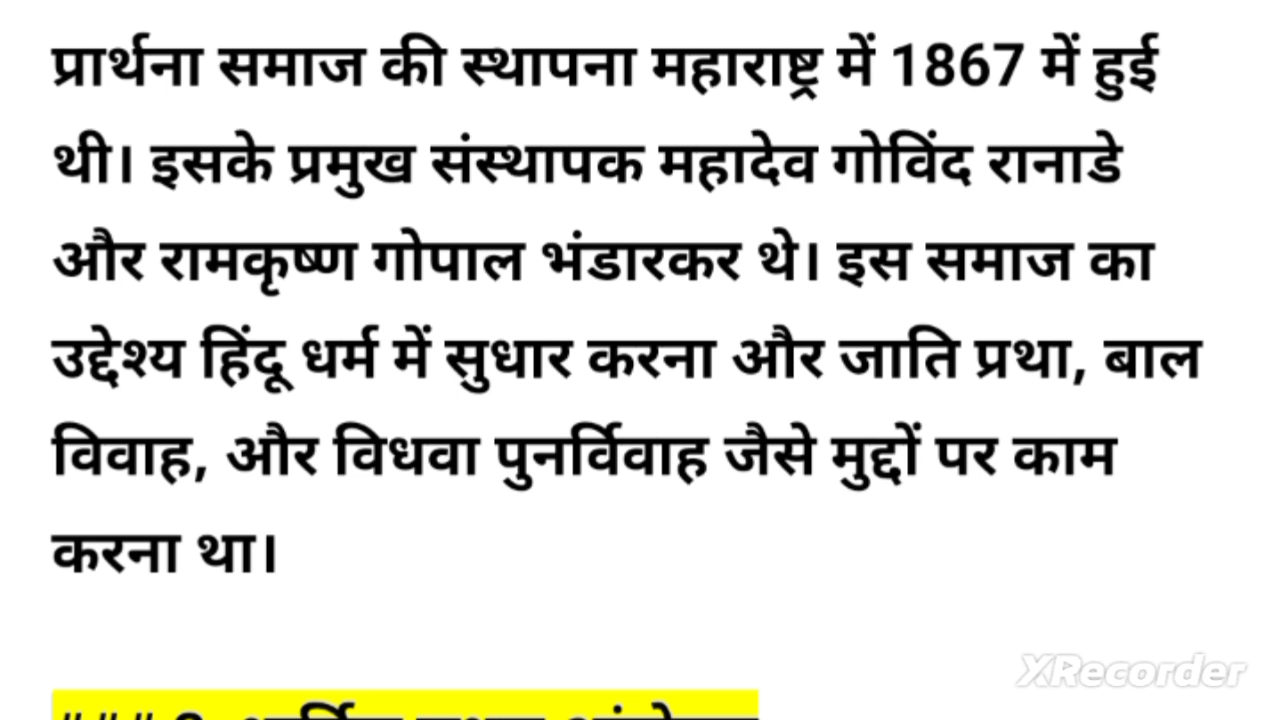 प्रार्थना समाज की स्थापना महाराष्ट्र में 1867 में हुई
थी। इसके प्रमुख संस्थापक महादेव गोविंद रानाडे
और रामकृष्ण गोपाल भंडारकर थे। इस समाज का
उद्देश्य हिंदू धर्म में सुधार करना और जाति प्रथा, बाल
विवाह, और विधवा पुनर्विवाह जैसे मुद्दों पर काम
करना था।
XRecorder